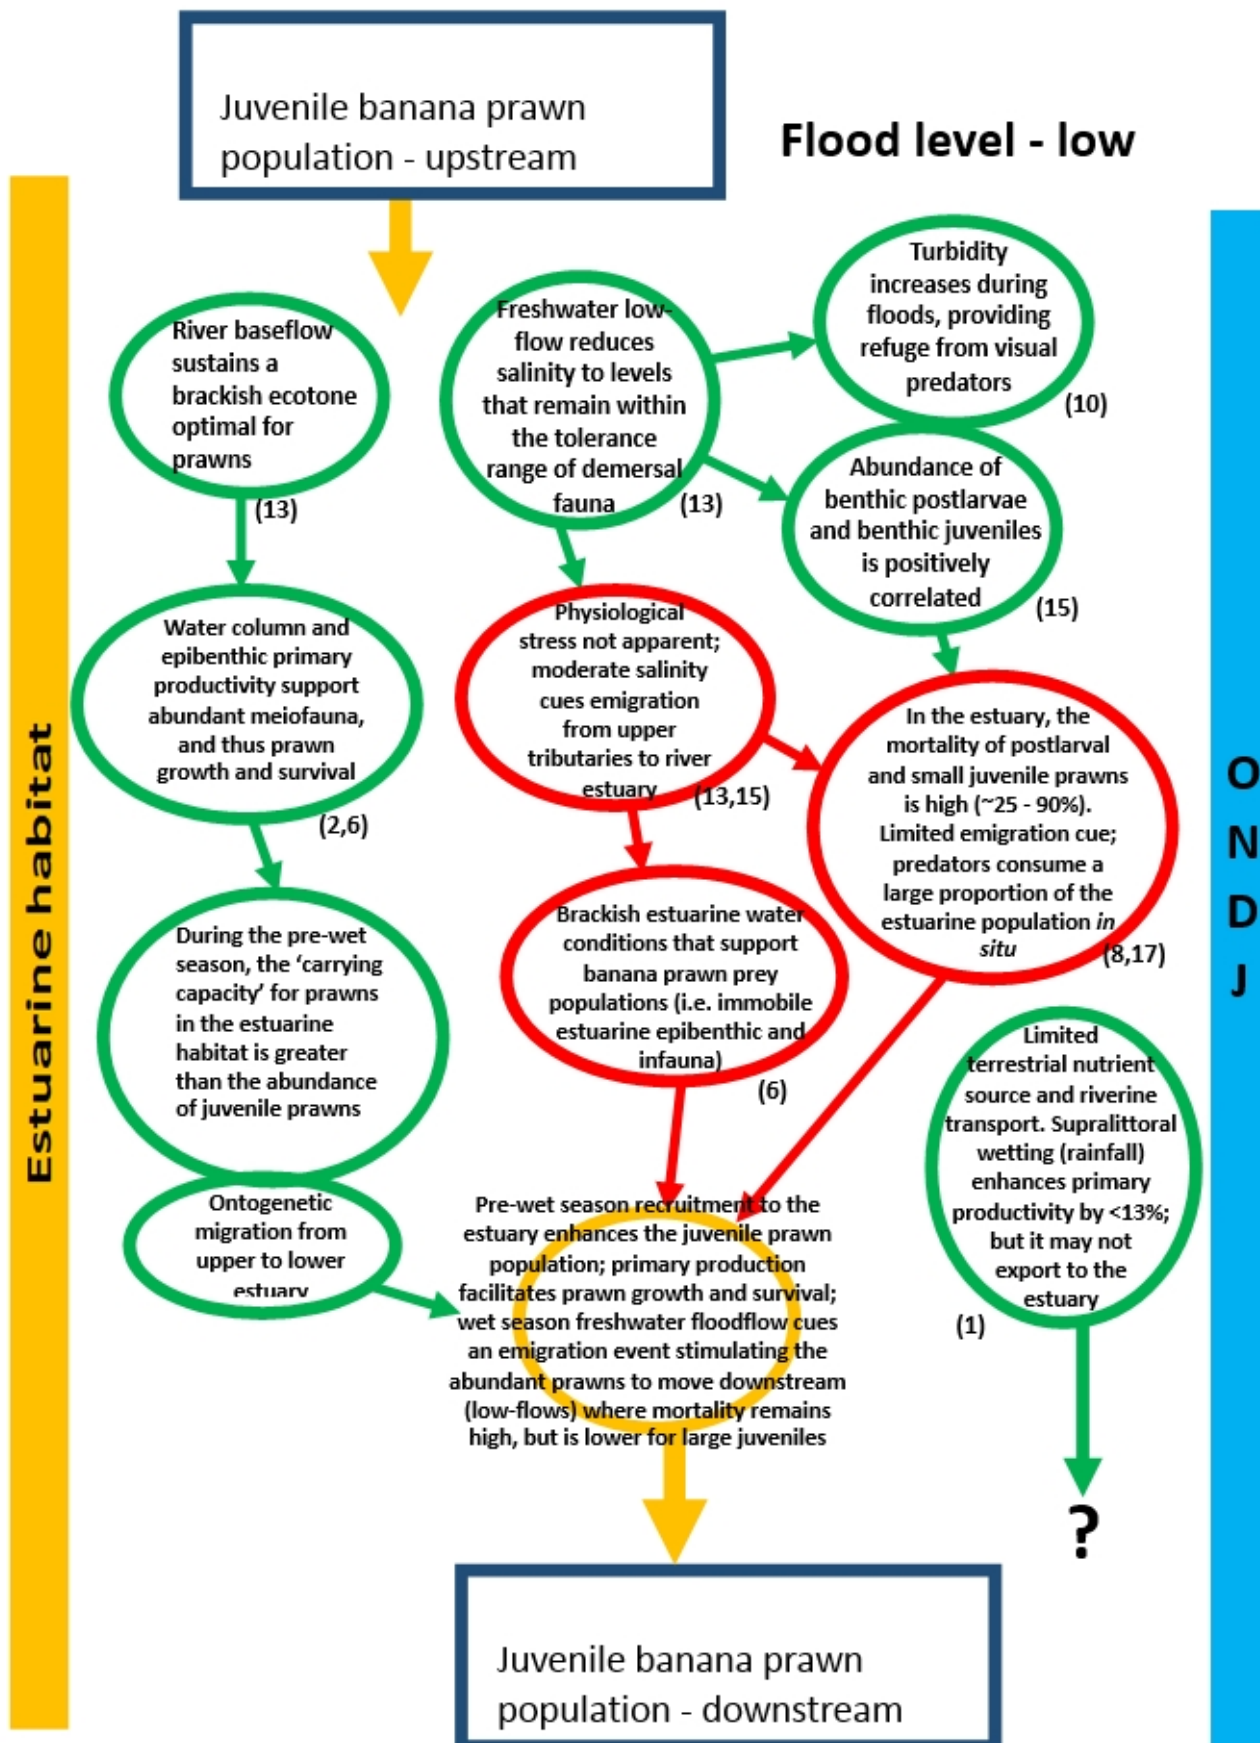 Juvenile banana prawn
population - upstream
Flood level - low
Estuarine habitat
O
N
D
J
River baseflow
sustains a
brackish ecotone
optimal for
prawns
(13)
Freshwater low-
flow reduces
salinity to levels
that remain within
the tolerance
range of demersal
fauna
(13)
Turbidity
increases during
floods, providing
refuge from visual
predators
(10)
Abundance of
benthic postlarvae
and benthic juveniles
is positively
correlated
(15)
Water column and
epibenthic primary
productivity support
abundant meiofauna,
and thus prawn
growth and survival
(2,6)
Physiological
stress not apparent;
moderate salinity
cues emigration
from upper
tributaries to river
estuary
(13,15)
In the estuary, the
mortality of postlarval
and small juvenile prawns
is high (~25 - 90%).
Limited emigration cue;
predators consume a
large proportion of the
estuarine population in
situ
(8,17)
During the pre-wet
season, the ‘carrying
capacity’ for prawns
in the estuarine
habitat is greater
than the abundance
of juvenile prawns
Brackish estuarine water
conditions that support
banana prawn prey
populations (i.e. immobile
estuarine epibenthic and
infauna)
(6)
Limited
terrestrial nutrient
source and riverine
transport. Supralittoral
wetting (rainfall)
enhances primary
productivity by <13%;
but it may not
export to the
estuary
(1)
Ontogenetic
migration from
upper to lower
estuary
Pre-wet season recruitment to the
estuary enhances the juvenile prawn
population; primary production
facilitates prawn growth and survival;
wet season freshwater floodflow cues
an emigration event stimulating the
abundant prawns to move downstream
(low-flows) where mortality remains
high, but is lower for large juveniles
?
Juvenile banana prawn
population - downstream